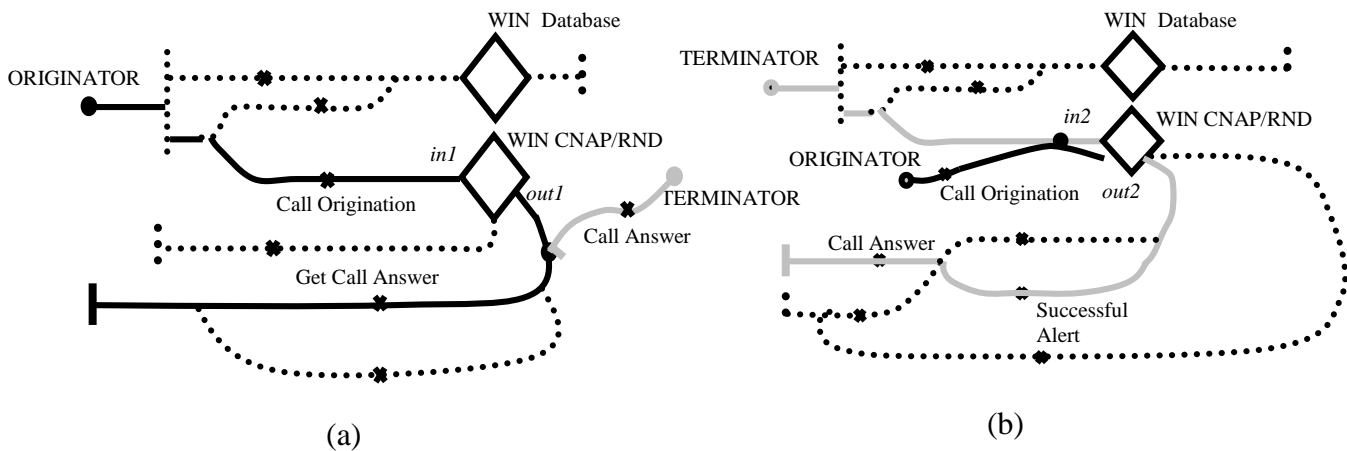 WIN Database
ORIGINATOR
WIN CNAP/RND
in1
out1
Call Origination
TERMINATOR
Call Answer
Get Call Answer
(a)
WIN Database
TERMINATOR
in2
WIN CNAP/RND
ORIGINATOR
Call Origination
out2
Call Answer
Successful
Alert
(b)